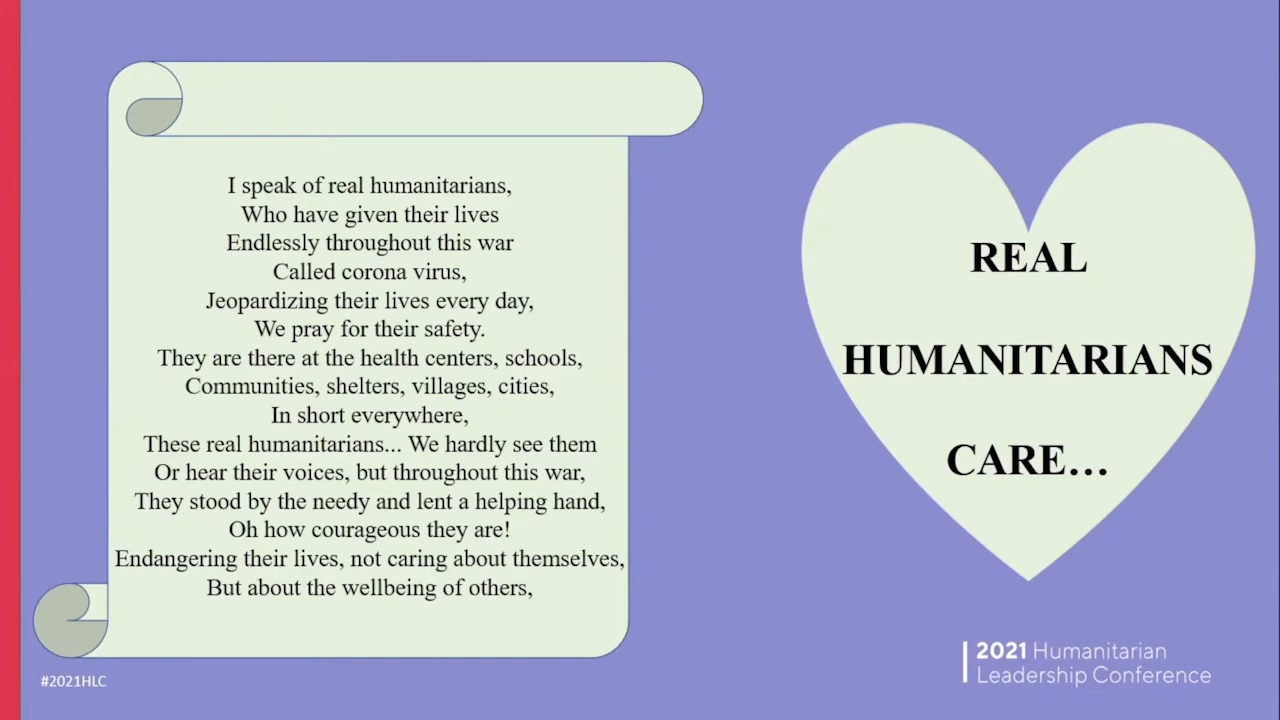 I speak of real humanitarians,
Who have given their lives
Endlessly throughout this war
Called corona virus,
Jeopardizing their lives every day,
We pray for their safety.
They are there at the health centers, schools,
Communities, shelters, villages, cities,
In short everywhere,
These real humanitarians... We hardly see them
Or hear their voices, but throughout this war,
They stood by the needy and lent a helping hand,
Oh how courageous they are!
Endangering their lives, not caring about themselves,
But about the wellbeing of others,
REAL
HUMANITARIANS
CARE…
#2021HLC
2021 Humanitarian
Leadership Conference